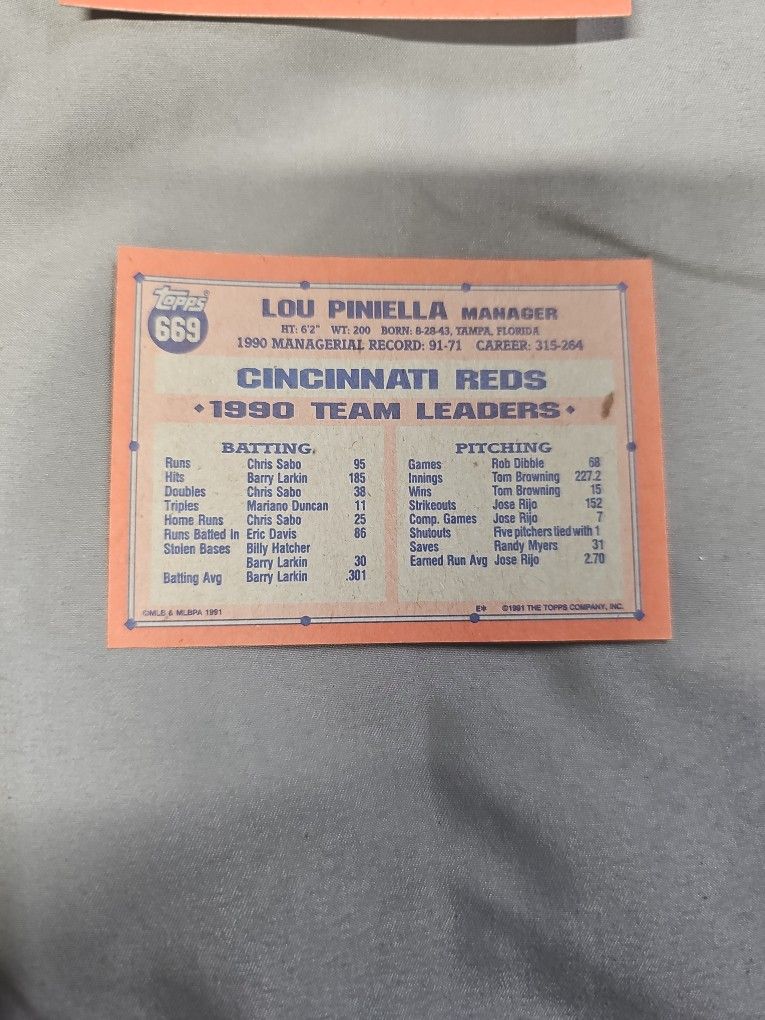 Topps®
669
LOU PINIELLA MANAGER
HT: 6'2" WT: 200 BORN: 8-28-43, TAMPA, FLORIDA
1990 MANAGERIAL RECORD: 91-71 CAREER: 315-264
CINCINNATI REDS
1990 TEAM LEADERS
BATTING
Runs Chris Sabo 95
Hits Barry Larkin 185
Doubles Chris Sabo 38
Triples Mariano Duncan 11
Home Runs Chris Sabo 25
Runs Batted In Eric Davis 86
Stolen Bases Billy Hatcher
Barry Larkin 30
Batting Avg Barry Larkin .301
PITCHING
Games Rob Dibble 68
Innings Tom Browning 227.2
Wins Tom Browning 15
Strikeouts Jose Rijo 152
Comp. Games Jose Rijo 7
Shutouts Five pitchers tied with 1
Saves Randy Myers 31
Earned Run Avg Jose Rijo 2.70
©MLB & MLBPA 1991
E* ©1991 THE TOPPS COMPANY, INC.